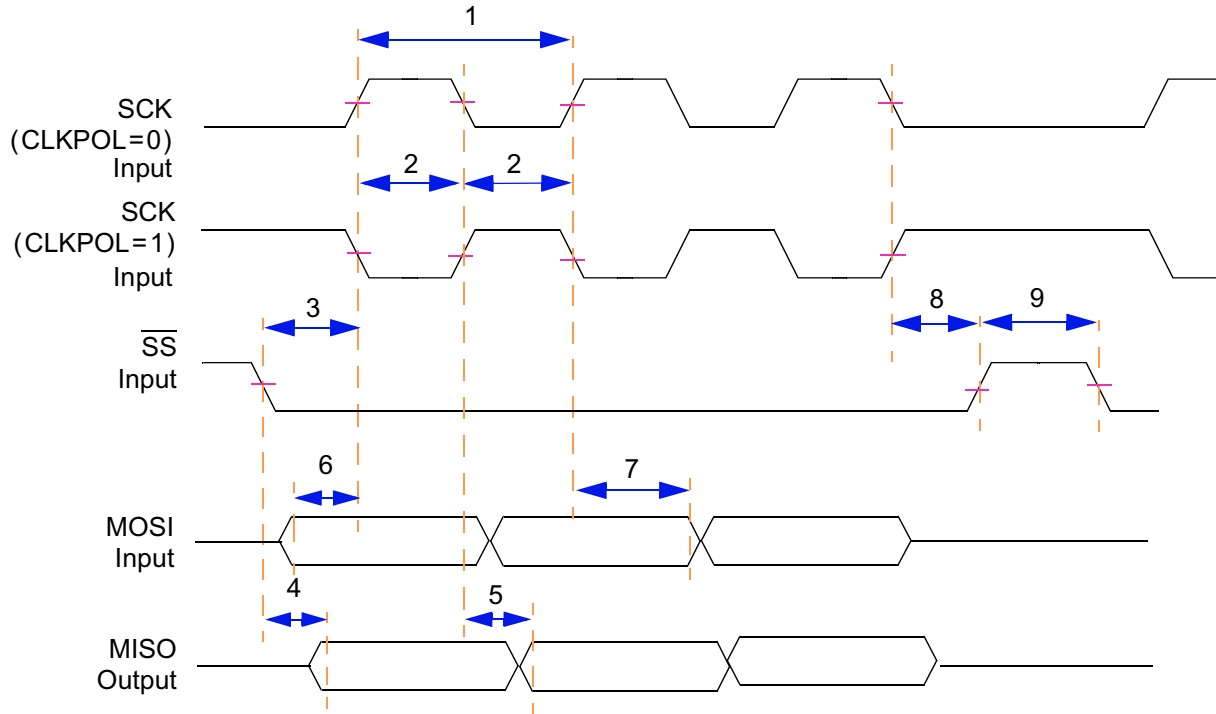 1
SCK
(CLKPOL=0)
Input
2 2
SCK
(CLKPOL=1)
Input
3 8 9
SS
Input
6 7
MOSI
Input
4 5
MISO
Output